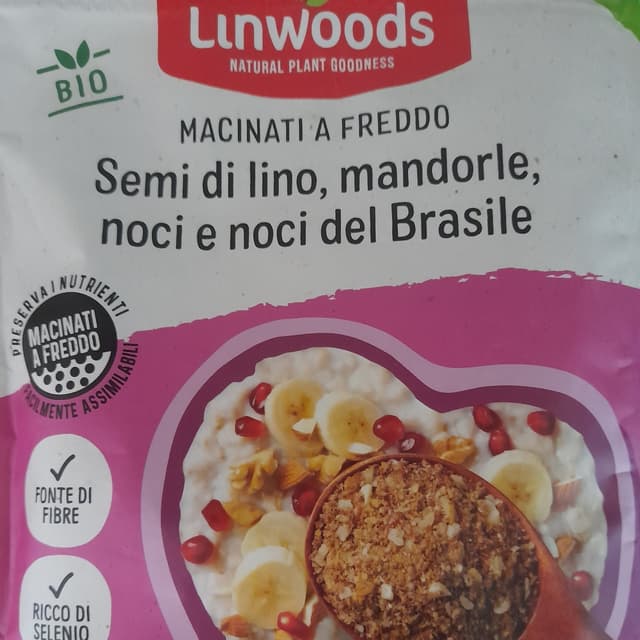 Linwoods
NATURAL PLANT GOODNESS
BIO
MACINATI A FREDDO
Semi di lino, mandorle,
noci e noci del Brasile
PRESERVA I NUTRIENTI
MACINATI
A FREDDO
FACILMENTE ASSIMILABILI
FONTE DI
FIBRE
RICCO DI
SELENIO